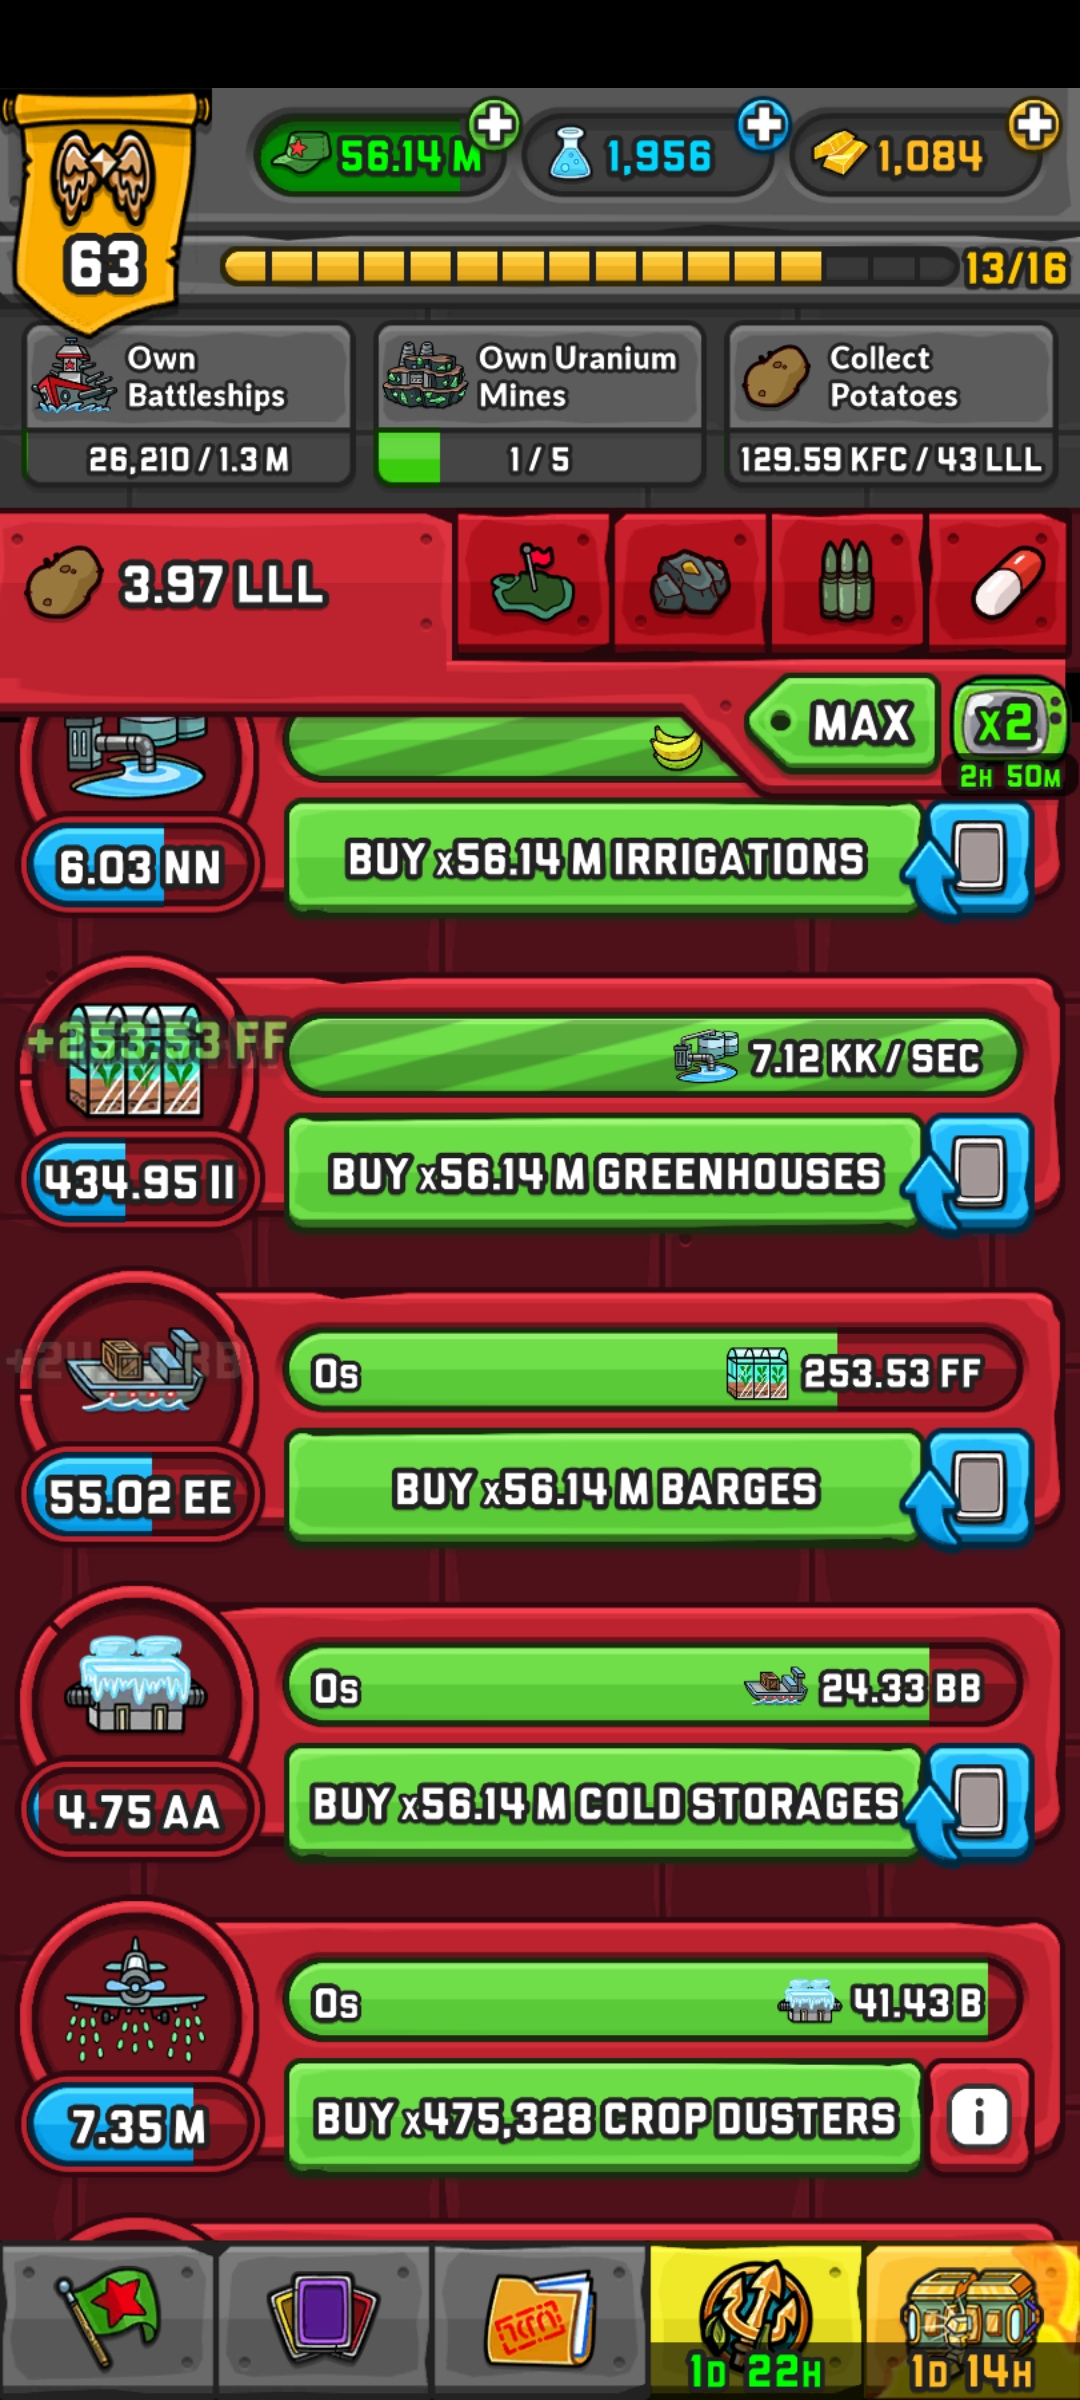 56.14 M
1,956
1,084
63
13/16
Own
Battleships
26,210 / 1.3 M
Own Uranium
Mines
1 / 5
Collect
Potatoes
129.59 KFC / 43 LLL
3.97 LLL
MAX
x2
2H 50M
6.03 NN
BUY x56.14 M IRRIGATIONS
+253.53 FF
7.12 KK / SEC
434.95 II
BUY x56.14 M GREENHOUSES
0s
253.53 FF
55.02 EE
BUY x56.14 M BARGES
0s
24.33 BB
4.75 AA
BUY x56.14 M COLD STORAGES
0s
41.43 B
7.35 M
BUY x475,328 CROP DUSTERS
i
1D 22H
1D 14H